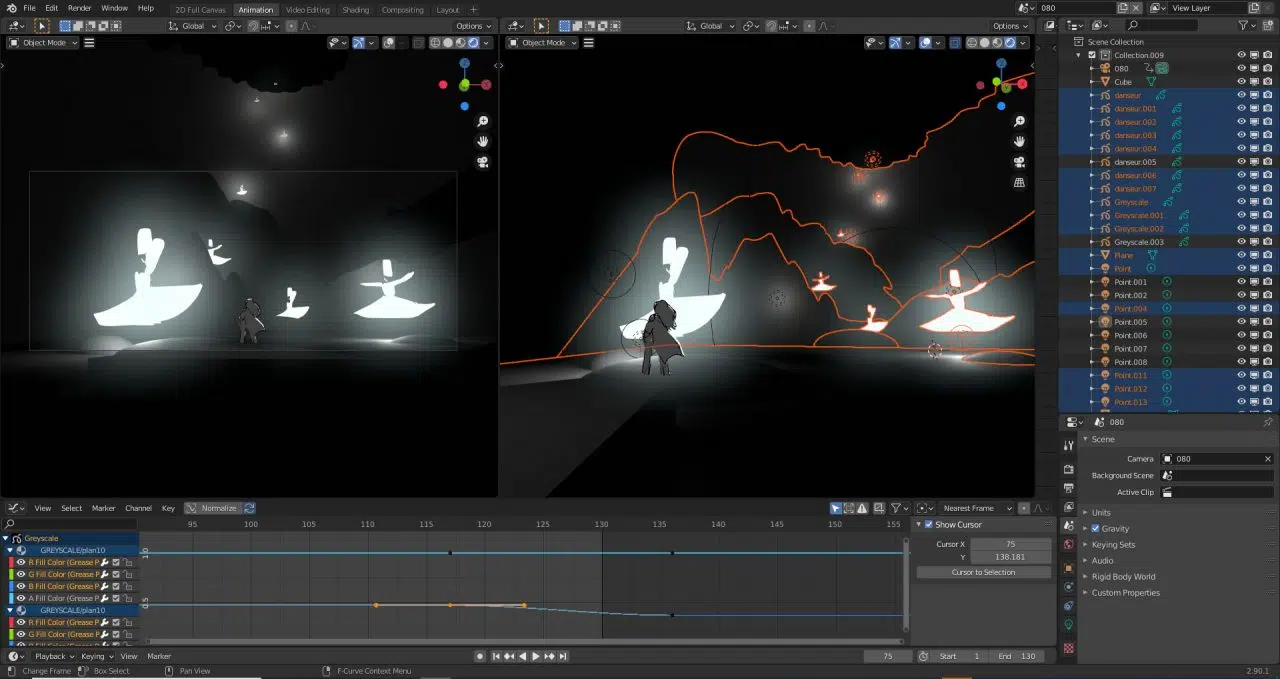 File Edit Render Window Help 2D Full Canvas Animation Video Editing Shading Compositing Layout + 080 View Layer
Global Options Global Options
Object Mode Object Mode
Scene Collection
Collection.009
080
Cube
danseur
danseur.001
danseur.002
danseur.003
danseur.004
danseur.005
danseur.006
danseur.007
Greyscale
Greyscale.001
Greyscale.002
Greyscale.003
Plane
Point
Point.001
Point.002
Point.004
Point.005
Point.006
Point.007
Point.008
Point.011
Point.012
Point.013
080
Scene
Camera 080
Background Scene
Active Clip
Units
Gravity
Keying Sets
Audio
Rigid Body World
Custom Properties
View Select Marker Channel Key Normalize Nearest Frame
95 100 105 110 115 120 125 130 135 140 145 150 155
Show Cursor
Cursor X 75
Y 138.181
Cursor to Selection
Greyscale
GREYSCALE/plan10
R Fill Color (Grease P
G Fill Color (Grease P
B Fill Color (Grease P
A Fill Color (Grease P
GREYSCALE/plan10
R Fill Color (Grease P
G Fill Color (Grease P
1.0
0.5
Playback Keying View Marker 75 Start 1 End 130
Change Frame Box Select Pan View F-Curve Context Menu 2.90.1